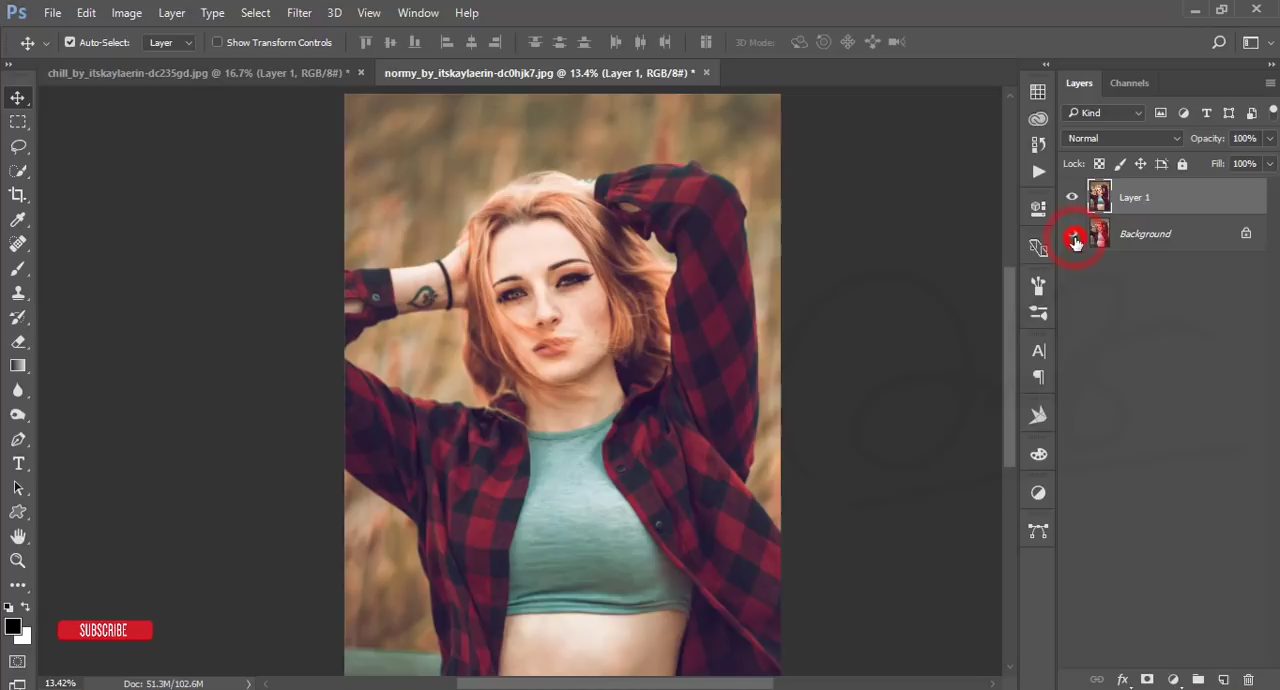 Ps File Edit Image Layer Type Select Filter 3D View Window Help
Auto-Select: Layer Show Transform Controls 3D Mode:
chill_by_itskaylaerin-dc235gd.jpg @ 16.7% (Layer 1, RGB/8#) * × normy_by_itskaylaerin-dc0hjk7.jpg @ 13.4% (Layer 1, RGB/8#) * ×
Layers Channels
Kind
Normal Opacity: 100%
Lock: Fill: 100%
Layer 1
Background
SUBSCRIBE
13.42% Doc: 51.3M/102.6M